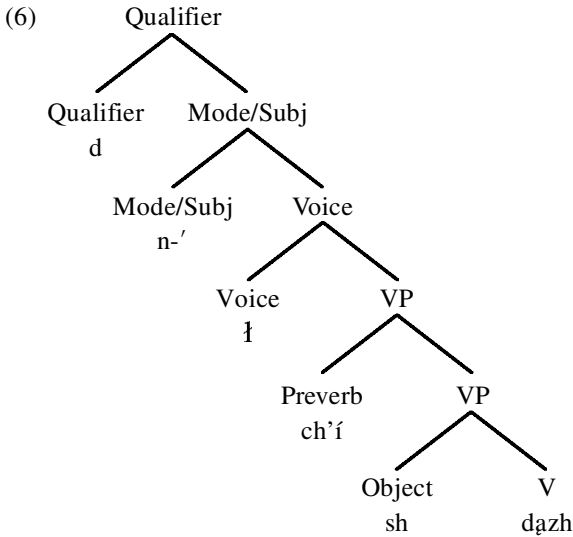 (6) Qualifier
Qualifier Mode/Subj
d
Mode/Subj Voice
n-′
Voice VP
ł
Preverb VP
ch’í
Object V
sh dązh